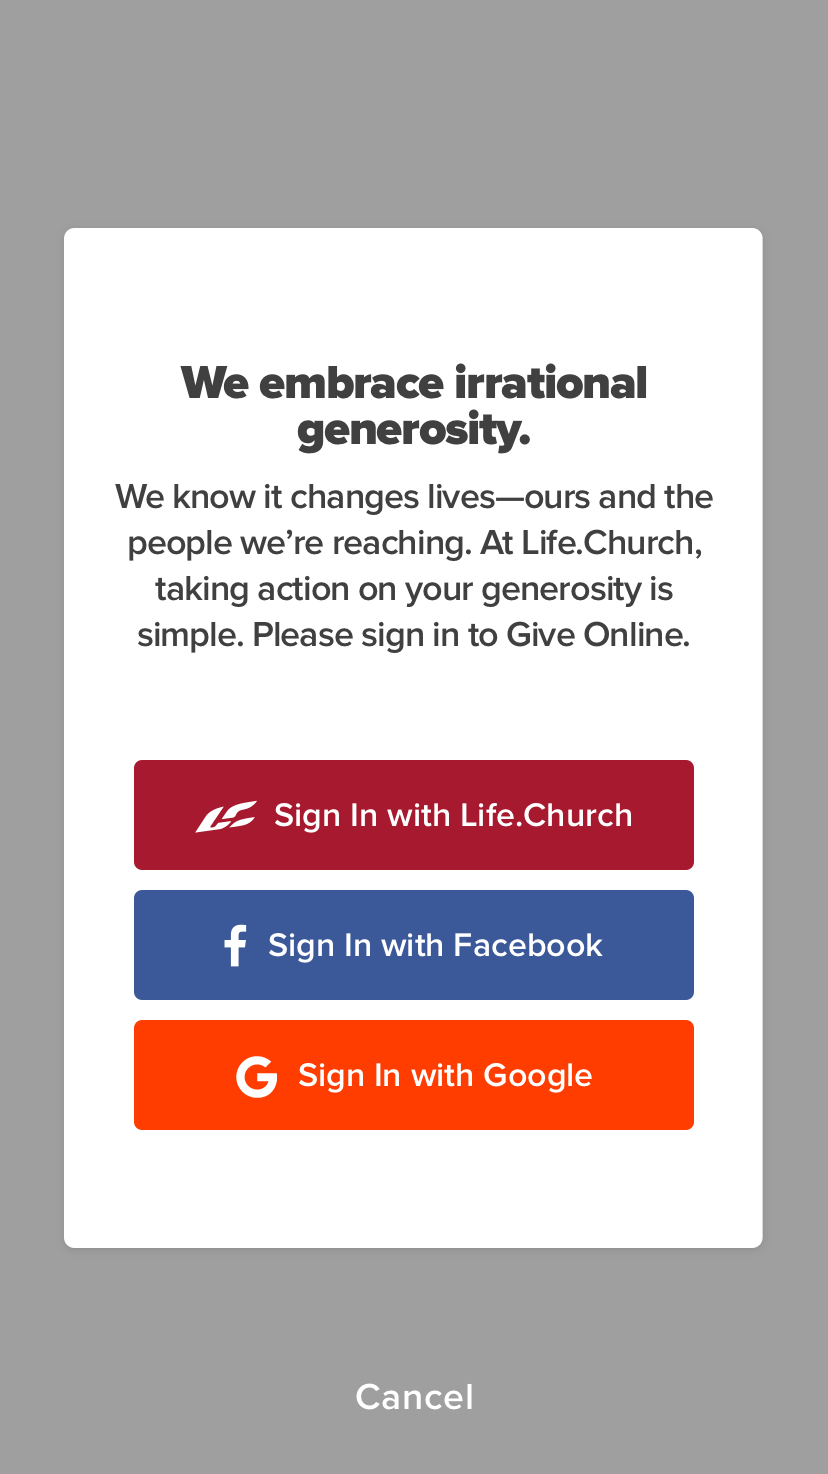 We embrace irrational
generosity.
We know it changes lives—ours and the
people we’re reaching. At Life.Church,
taking action on your generosity is
simple. Please sign in to Give Online.
Sign In with Life.Church
Sign In with Facebook
Sign In with Google
Cancel